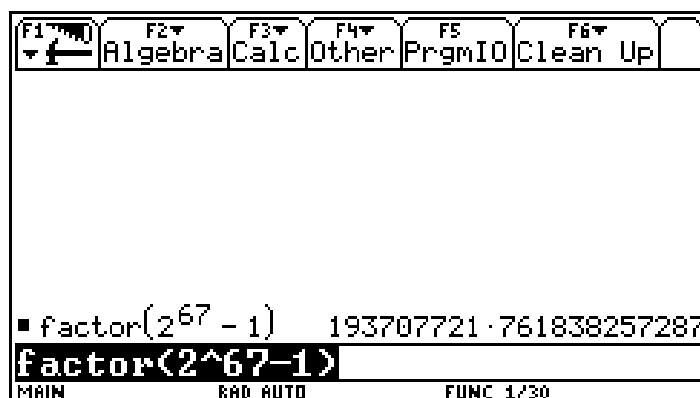 F1 F2 F3 F4 F5 F6
Algebra Calc Other PrgmIO Clean Up
factor(2^67 - 1) 193707721·761838257287
factor(2^67-1)
MAIN RAD AUTO FUNC 1/30